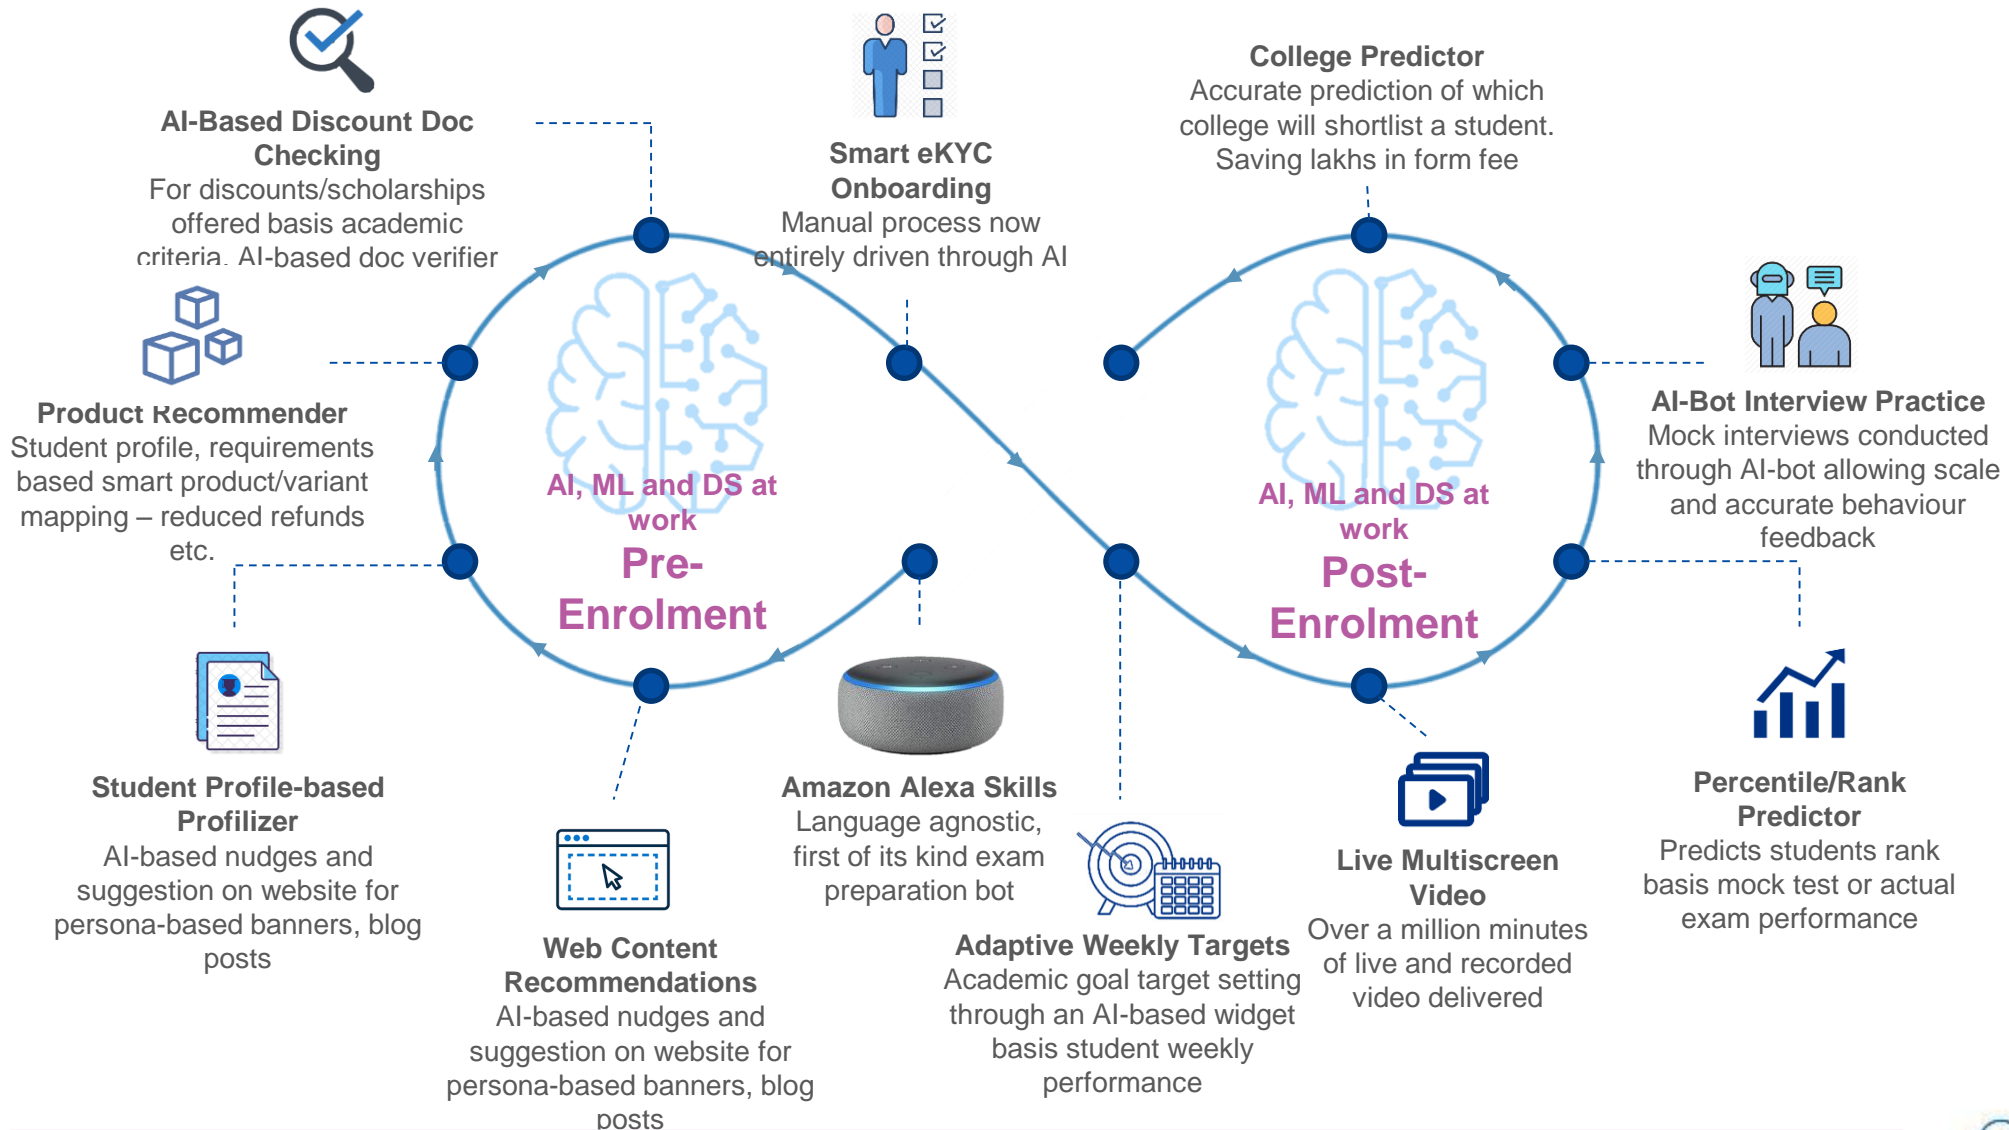 AI-Based Discount Doc
Checking
For discounts/scholarships
offered basis academic
criteria. AI-based doc verifier
Smart eKYC
Onboarding
Manual process now
entirely driven through AI
College Predictor
Accurate prediction of which
college will shortlist a student.
Saving lakhs in form fee
Product Recommender
Student profile, requirements
based smart product/variant
mapping – reduced refunds
etc.
AI, ML and DS at
work
Pre-
Enrolment
AI, ML and DS at
work
Post-
Enrolment
AI-Bot Interview Practice
Mock interviews conducted
through AI-bot allowing scale
and accurate behaviour
feedback
Student Profile-based
Profilizer
AI-based nudges and
suggestion on website for
persona-based banners, blog
posts
Web Content
Recommendations
AI-based nudges and
suggestion on website for
persona-based banners, blog
posts
Amazon Alexa Skills
Language agnostic,
first of its kind exam
preparation bot
Adaptive Weekly Targets
Academic goal target setting
through an AI-based widget
basis student weekly
performance
Live Multiscreen
Video
Over a million minutes
of live and recorded
video delivered
Percentile/Rank
Predictor
Predicts students rank
basis mock test or actual
exam performance